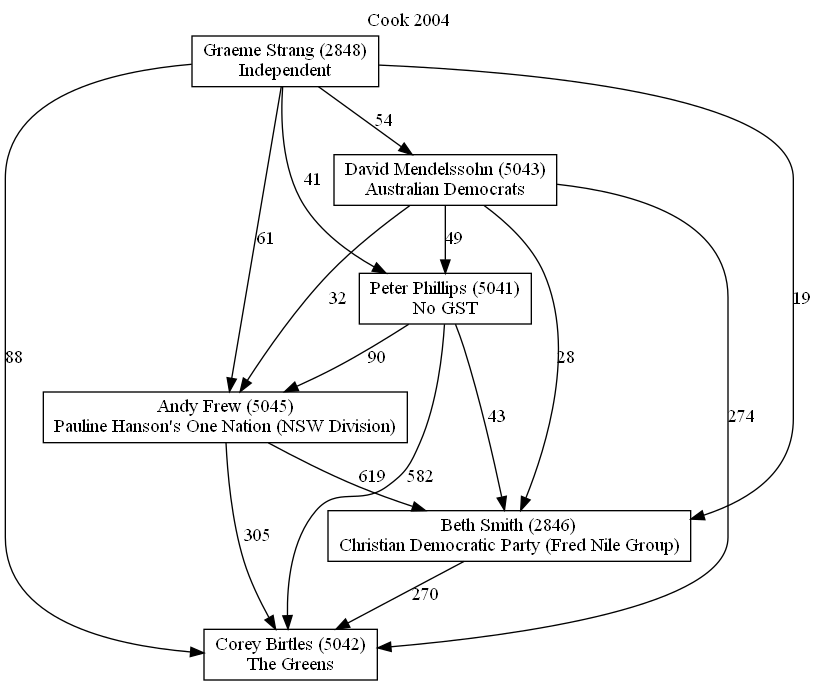 Cook 2004
Graeme Strang (2848)
Independent
54
David Mendelssohn (5043)
Australian Democrats
41
61
49
Peter Phillips (5041)
No GST
32
19
88
90
28
Andy Frew (5045)
Pauline Hanson's One Nation (NSW Division)
43
274
619
582
Beth Smith (2846)
Christian Democratic Party (Fred Nile Group)
305
270
Corey Birtles (5042)
The Greens